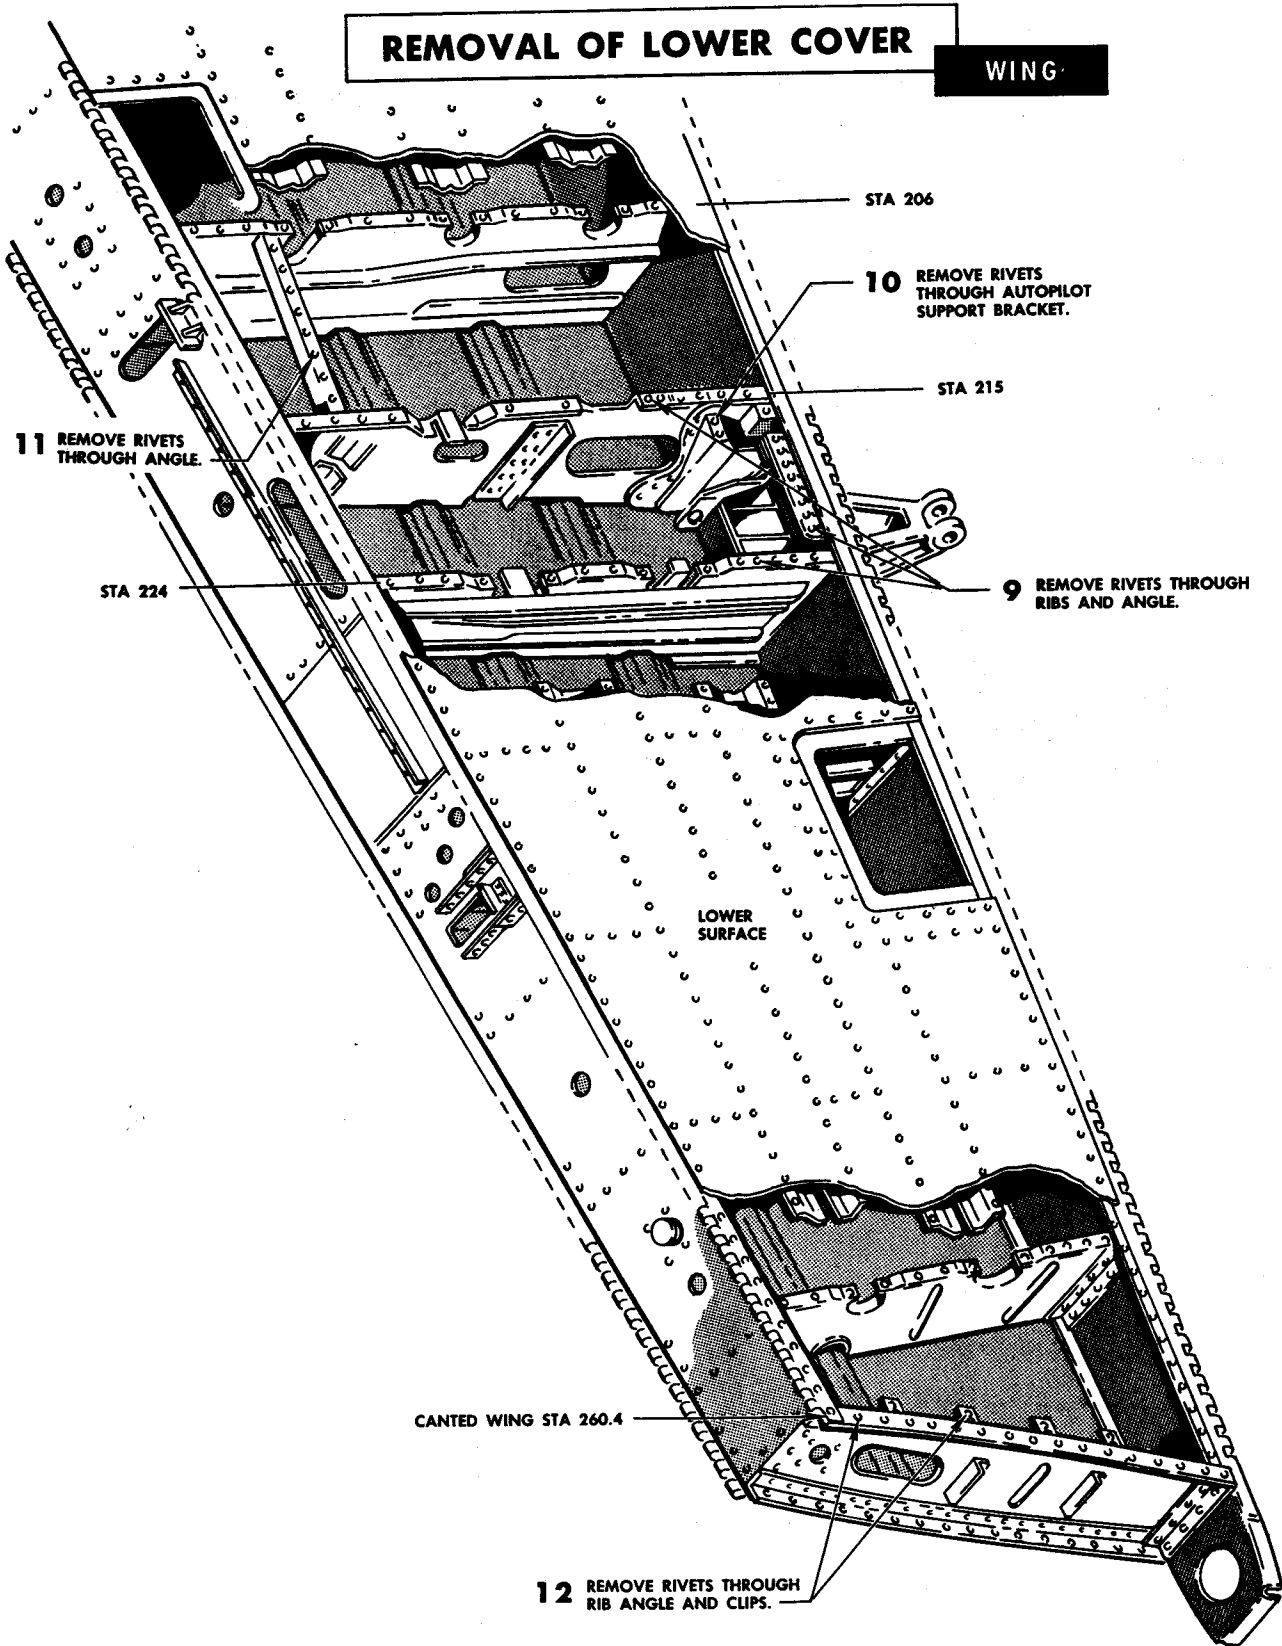 REMOVAL OF LOWER COVER
WING
STA 206
10 REMOVE RIVETS
THROUGH AUTOPILOT
SUPPORT BRACKET.
STA 215
11 REMOVE RIVETS
THROUGH ANGLE.
STA 224
9 REMOVE RIVETS THROUGH
RIBS AND ANGLE.
LOWER
SURFACE
CANTED WING STA 260.4
12 REMOVE RIVETS THROUGH
RIB ANGLE AND CLIPS.